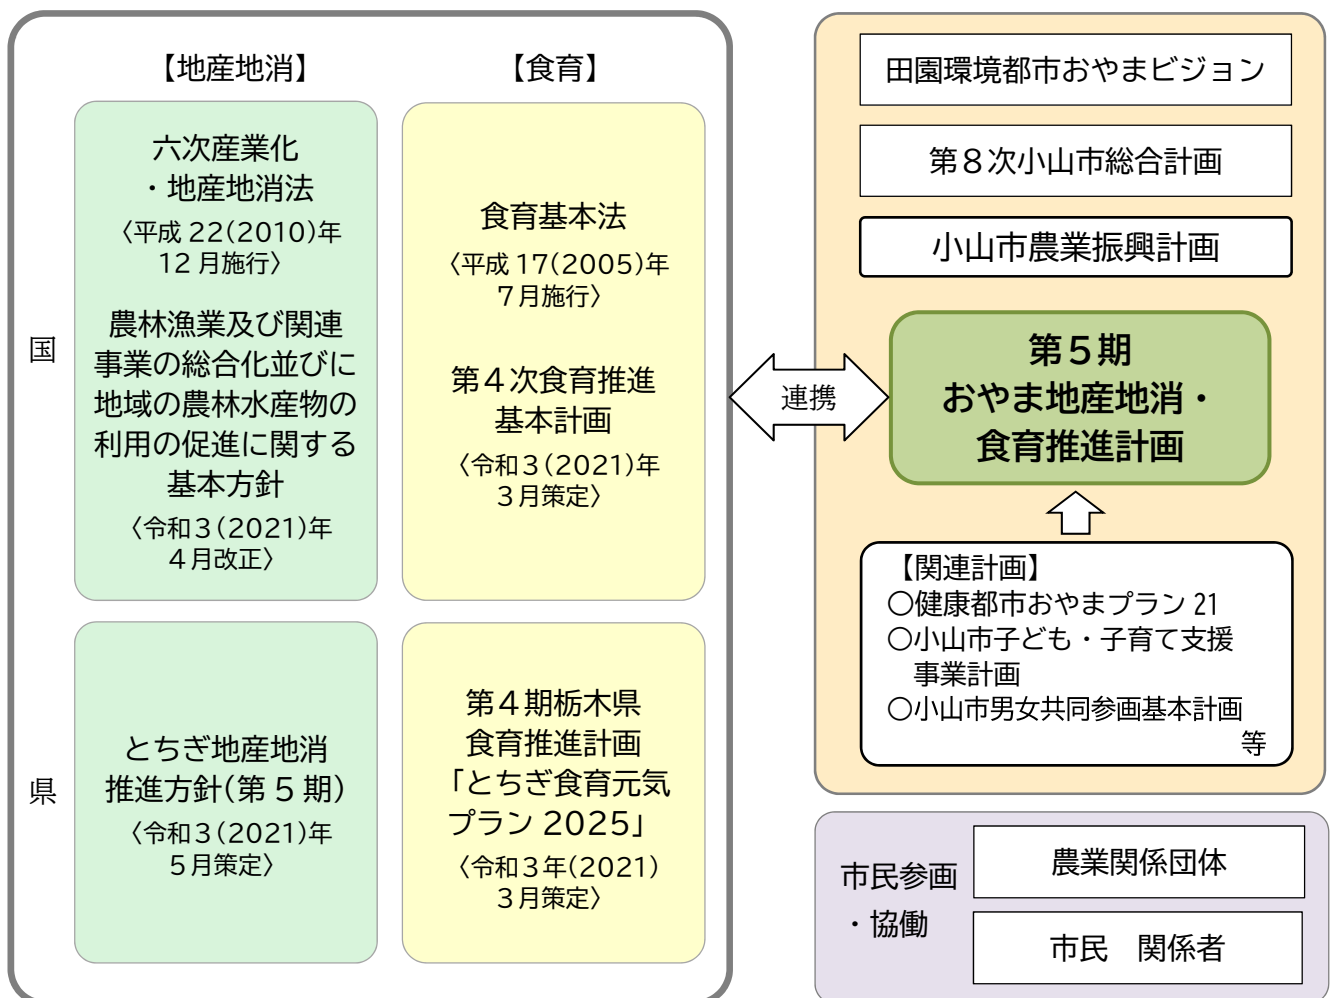 【地産地消】
【食育】
国
六次産業化
・地産地消法
〈平成 22(2010)年
12 月施行〉
農林漁業及び関連
事業の総合化並びに
地域の農林水産物の
利用の促進に関する
基本方針
〈令和３(2021)年
４月改正〉
食育基本法
〈平成 17(2005)年
７月施行〉
第４次食育推進
基本計画
〈令和３(2021)年
３月策定〉
県
とちぎ地産地消
推進方針(第 5 期)
〈令和３(2021)年
５月策定〉
第４期栃木県
食育推進計画
「とちぎ食育元気
プラン 2025」
〈令和３年(2021)
３月策定〉
連携
田園環境都市おやまビジョン
第８次小山市総合計画
小山市農業振興計画
第５期
おやま地産地消・
食育推進計画
【関連計画】
〇健康都市おやまプラン 21
〇小山市子ども・子育て支援
事業計画
〇小山市男女共同参画基本計画
等
市民参画
・協働
農業関係団体
市民　関係者